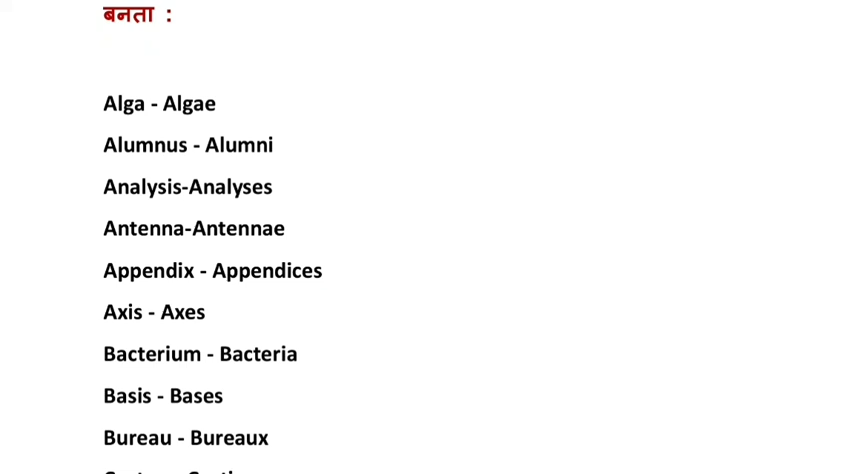 बनता :
Alga - Algae
Alumnus - Alumni
Analysis-Analyses
Antenna-Antennae
Appendix - Appendices
Axis - Axes
Bacterium - Bacteria
Basis - Bases
Bureau - Bureaux